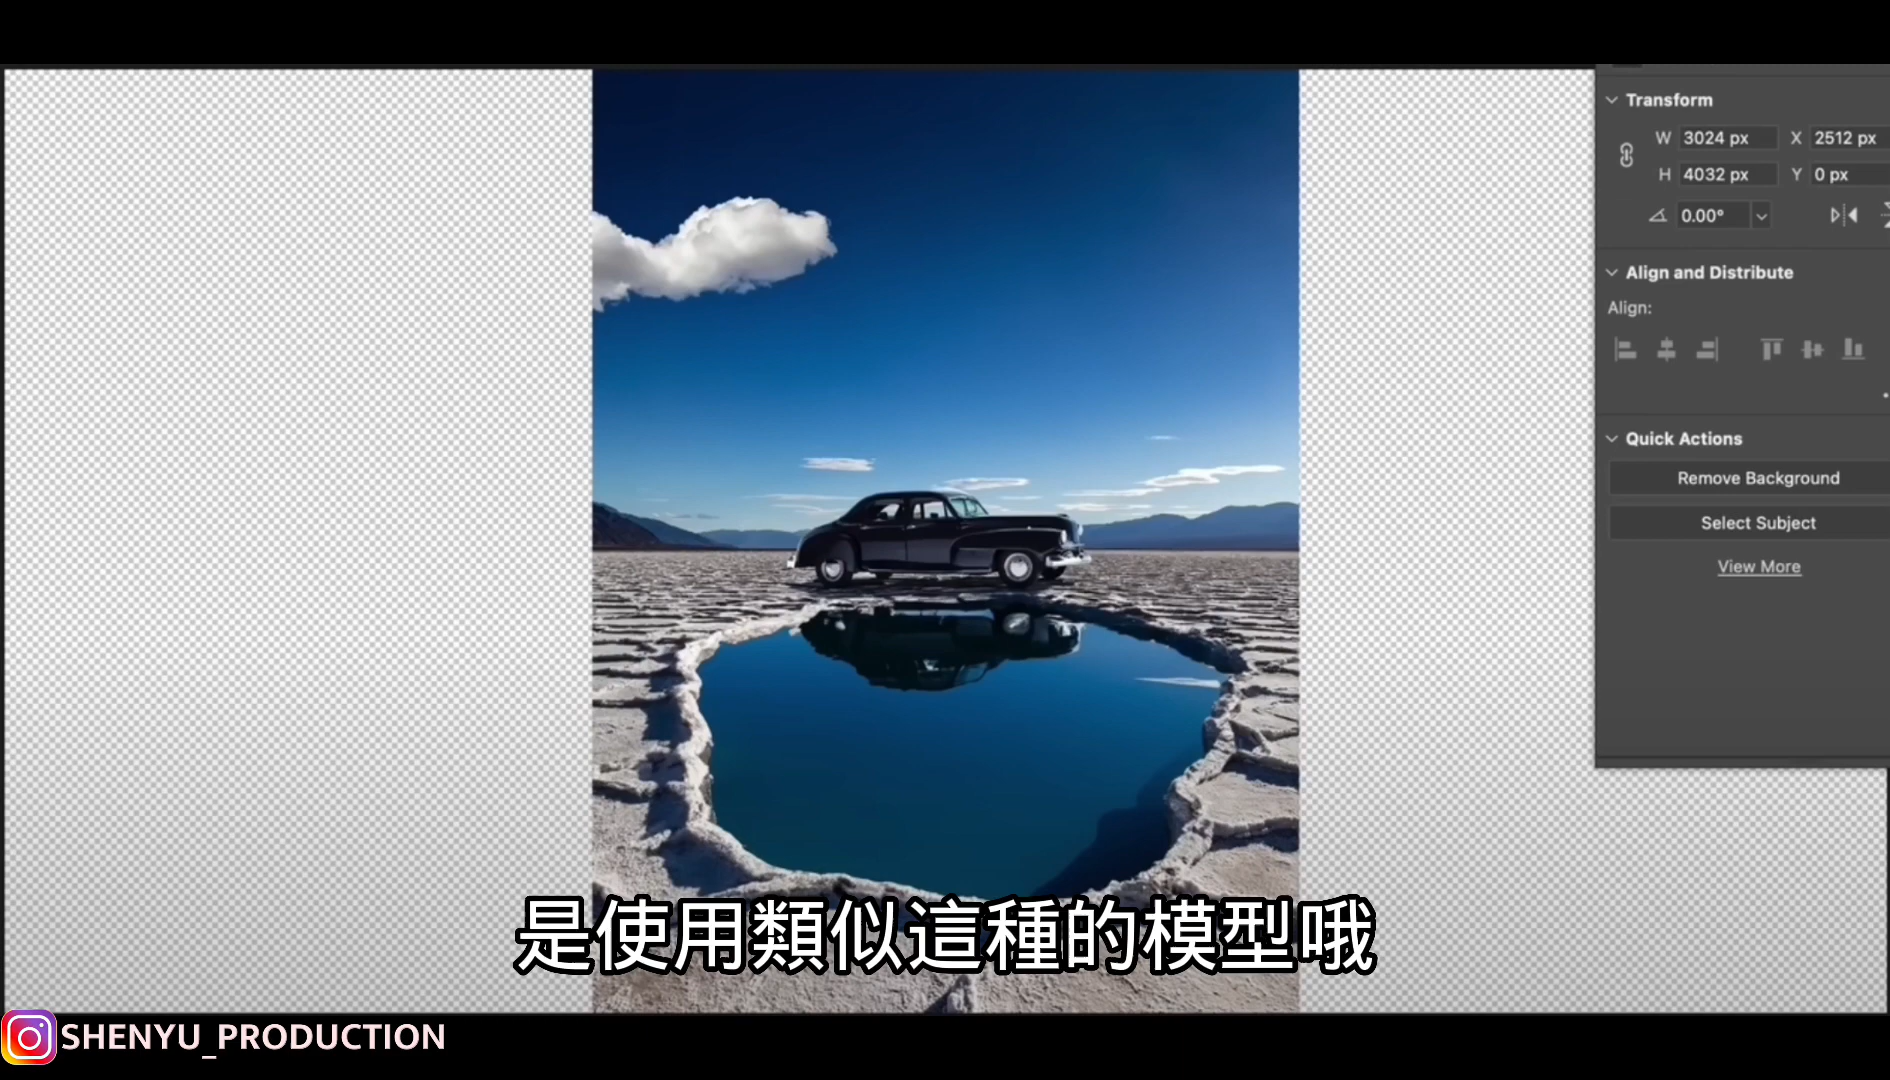 Transform
W 3024 px X 2512 px
H 4032 px Y 0 px
0.00°
Align and Distribute
Align:
Quick Actions
Remove Background
Select Subject
View More
是使用類似這種的模型哦
SHENYU_PRODUCTION